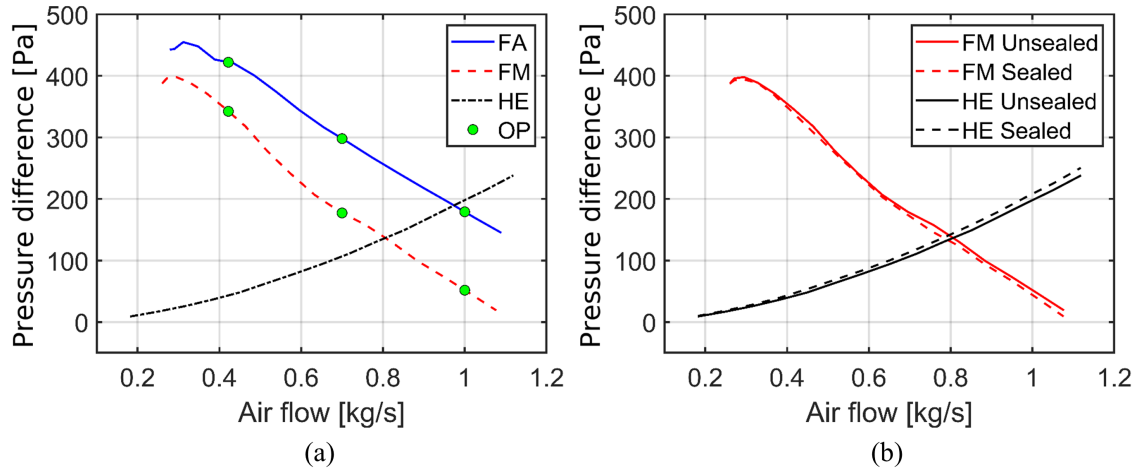 Pressure difference [Pa]
500
400
300
200
100
0
0.2 0.4 0.6 0.8 1 1.2
Air flow [kg/s]
FA
FM
HE
OP
(a)
Pressure difference [Pa]
500
400
300
200
100
0
0.2 0.4 0.6 0.8 1 1.2
Air flow [kg/s]
FM Unsealed
FM Sealed
HE Unsealed
HE Sealed
(b)